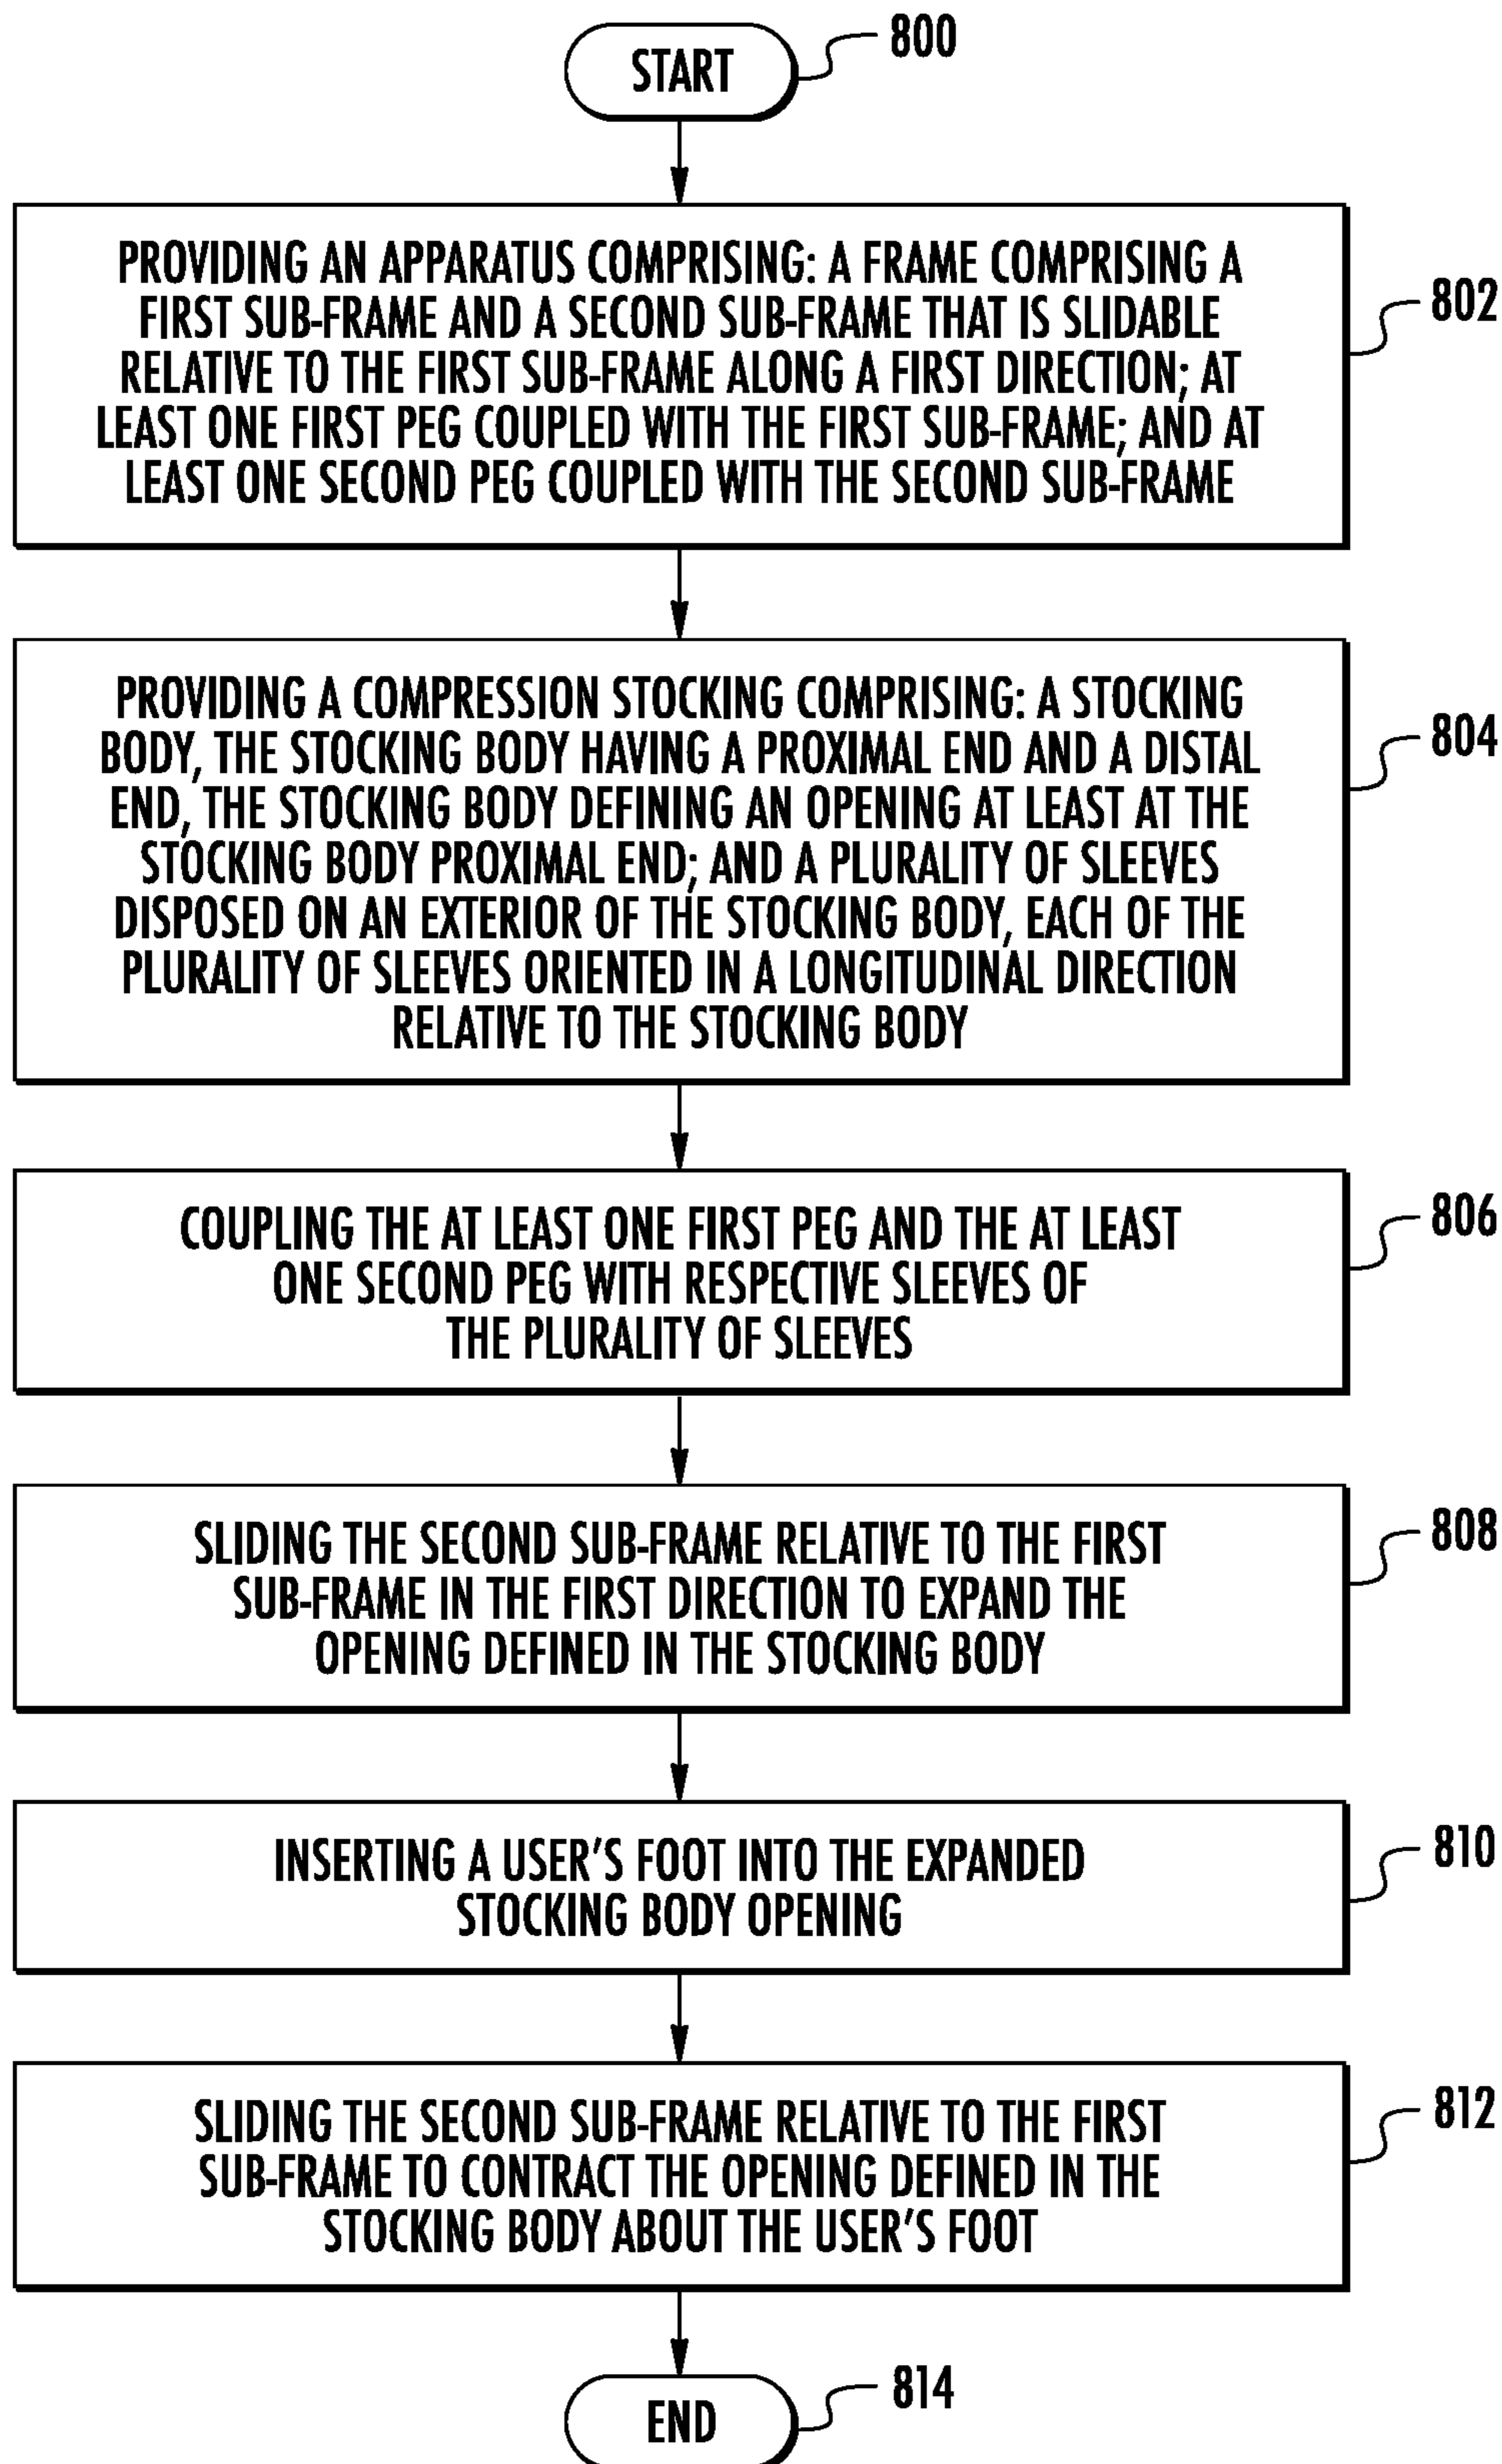 START
800
PROVIDING AN APPARATUS COMPRISING: A FRAME COMPRISING A
FIRST SUB-FRAME AND A SECOND SUB-FRAME THAT IS SLIDABLE
RELATIVE TO THE FIRST SUB-FRAME ALONG A FIRST DIRECTION; AT
LEAST ONE FIRST PEG COUPLED WITH THE FIRST SUB-FRAME; AND AT
LEAST ONE SECOND PEG COUPLED WITH THE SECOND SUB-FRAME
802
PROVIDING A COMPRESSION STOCKING COMPRISING: A STOCKING
BODY, THE STOCKING BODY HAVING A PROXIMAL END AND A DISTAL
END, THE STOCKING BODY DEFINING AN OPENING AT LEAST AT THE
STOCKING BODY PROXIMAL END; AND A PLURALITY OF SLEEVES
DISPOSED ON AN EXTERIOR OF THE STOCKING BODY, EACH OF THE
PLURALITY OF SLEEVES ORIENTED IN A LONGITUDINAL DIRECTION
RELATIVE TO THE STOCKING BODY
804
COUPLING THE AT LEAST ONE FIRST PEG AND THE AT LEAST
ONE SECOND PEG WITH RESPECTIVE SLEEVES OF
THE PLURALITY OF SLEEVES
806
SLIDING THE SECOND SUB-FRAME RELATIVE TO THE FIRST
SUB-FRAME IN THE FIRST DIRECTION TO EXPAND THE
OPENING DEFINED IN THE STOCKING BODY
808
INSERTING A USER'S FOOT INTO THE EXPANDED
STOCKING BODY OPENING
810
SLIDING THE SECOND SUB-FRAME RELATIVE TO THE FIRST
SUB-FRAME TO CONTRACT THE OPENING DEFINED IN THE
STOCKING BODY ABOUT THE USER'S FOOT
812
END
814